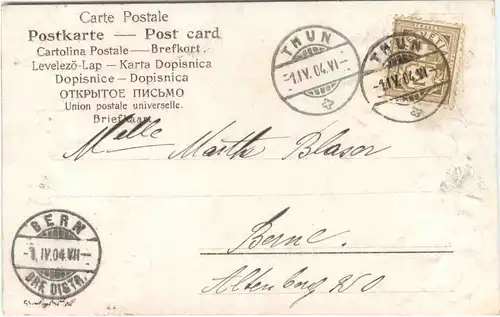 Carte Postale
Postkarte — Post card
Cartolina Postale — Brefkort
Levelező-Lap — Karta Dopisnica
Dopisnice - Dopisnica
ОТКРЫТОЕ ПИСЬМО
Union postale universelle.
Briefkaart
THUN
-1.IV.04.VI-
THUN
-1.IV.04.VI-
HELVETIA
Melle Martha Blaser
Berne.
BERN
-1.IV.04.VII-
BRF. DISTR.
Altenberg